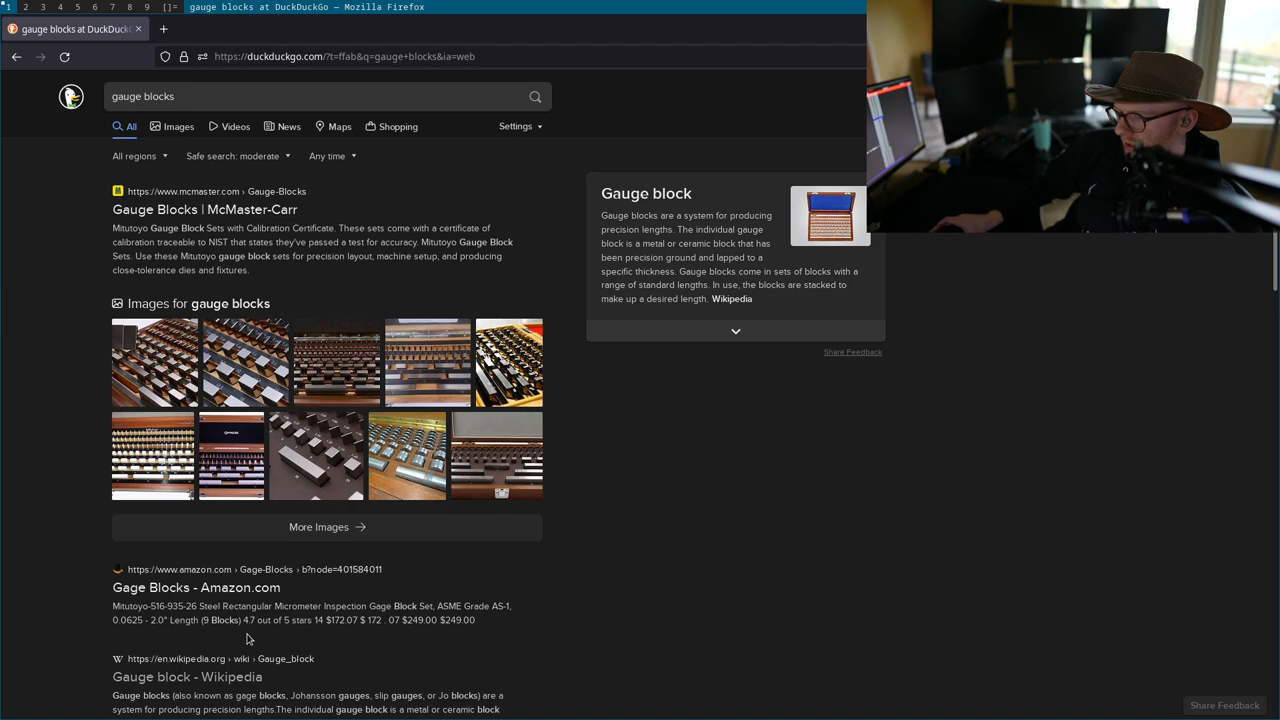 1 2 3 4 5 6 7 8 9 []= gauge blocks at DuckDuckGo — Mozilla Firefox
gauge blocks at DuckDuckG
https://duckduckgo.com/?t=ffab&q=gauge+blocks&ia=web
gauge blocks
All Images Videos News Maps Shopping Settings
All regions Safe search: moderate Any time
https://www.mcmaster.com › Gauge-Blocks
Gauge Blocks | McMaster-Carr
Mitutoyo Gauge Block Sets with Calibration Certificate. These sets come with a certificate of
calibration traceable to NIST that states they've passed a test for accuracy. Mitutoyo Gauge Block
Sets. Use these Mitutoyo gauge block sets for precision layout, machine setup, and producing
close-tolerance dies and fixtures.
Images for gauge blocks
More Images
https://www.amazon.com › Gage-Blocks › b?node=401584011
Gage Blocks - Amazon.com
Mitutoyo-516-935-26 Steel Rectangular Micrometer Inspection Gage Block Set, ASME Grade AS-1,
0.0625 - 2.0" Length (9 Blocks) 4.7 out of 5 stars 14 $172.07 $ 172 . 07 $249.00 $249.00
W https://en.wikipedia.org › wiki › Gauge_block
Gauge block - Wikipedia
Gauge blocks (also known as gage blocks, Johansson gauges, slip gauges, or Jo blocks) are a
system for producing precision lengths.The individual gauge block is a metal or ceramic block
Gauge block
Gauge blocks are a system for producing
precision lengths. The individual gauge
block is a metal or ceramic block that has
been precision ground and lapped to a
specific thickness. Gauge blocks come in sets of blocks with a
range of standard lengths. In use, the blocks are stacked to
make up a desired length. Wikipedia
Share Feedback
Share Feedback